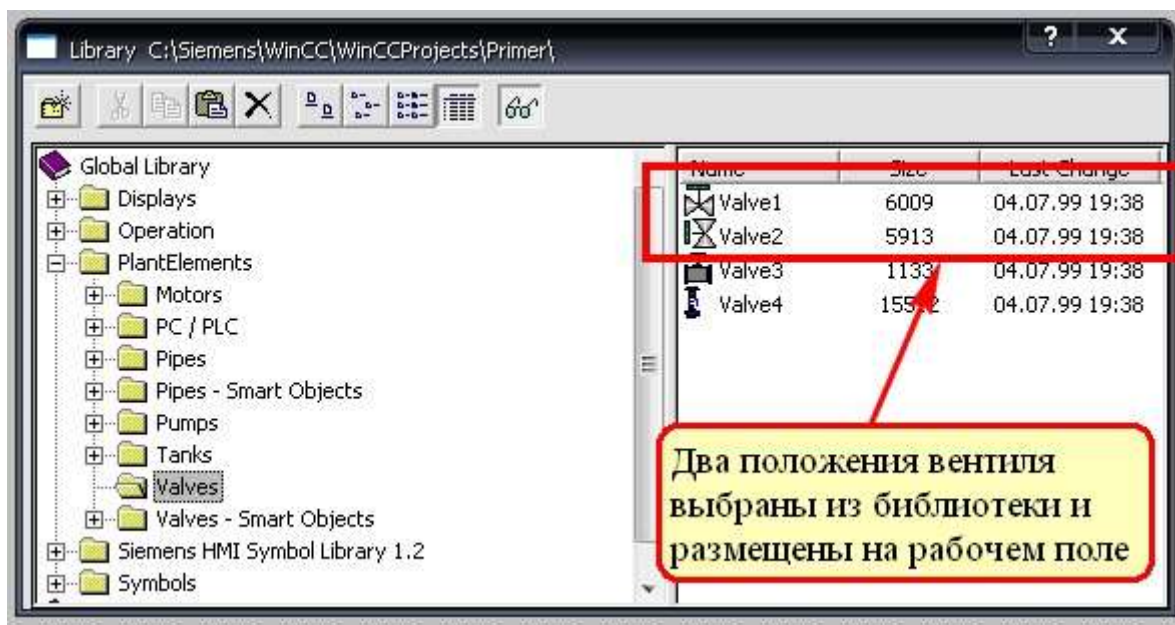 Library C:\Siemens\WinCC\WinCCProjects\Primer\
Global Library
Displays
Operation
PlantElements
Motors
PC / PLC
Pipes
Pipes - Smart Objects
Pumps
Tanks
Valves
Valves - Smart Objects
Siemens HMI Symbol Library 1.2
Symbols
Name Size Last Change
Valve1 6009 04.07.99 19:38
Valve2 5913 04.07.99 19:38
Valve3 04.07.99 19:38
Valve4 04.07.99 19:38
Два положения вентиля
выбраны из библиотеки и
размещены на рабочем поле